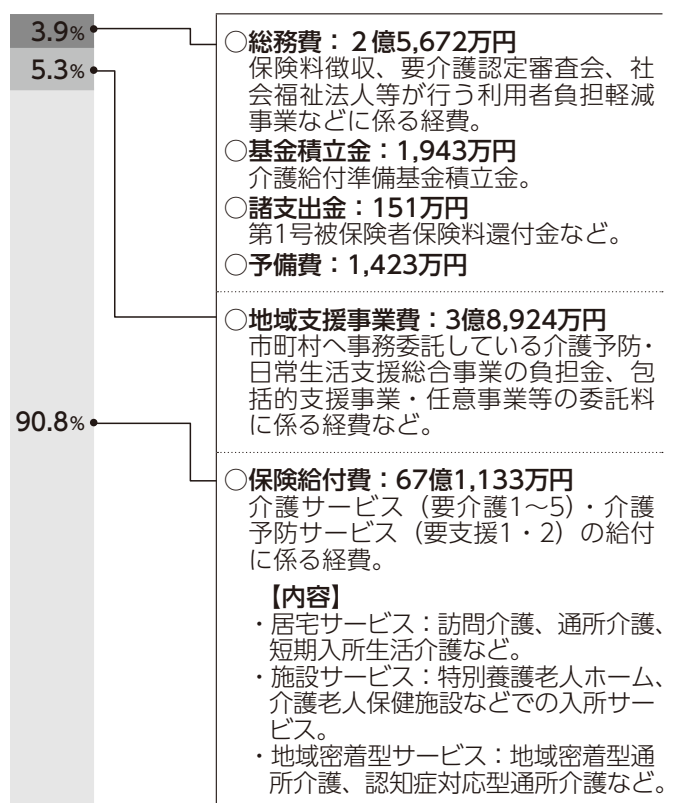 3.9%
5.3%
90.8%
○総務費：2億5,672万円
保険料徴収、要介護認定審査会、社
会福祉法人等が行う利用者負担軽減
事業などに係る経費。
○基金積立金：1,943万円
介護給付準備基金積立金。
○諸支出金：151万円
第1号被保険者保険料還付金など。
○予備費：1,423万円
○地域支援事業費：3億8,924万円
市町村へ事務委託している介護予防・
日常生活支援総合事業の負担金、包
括的支援事業・任意事業等の委託料
に係る経費など。
○保険給付費：67億1,133万円
介護サービス（要介護1～5）・介護
予防サービス（要支援1・2）の給付
に係る経費。
【内容】
・居宅サービス：訪問介護、通所介護、
短期入所生活介護など。
・施設サービス：特別養護老人ホーム、
介護老人保健施設などでの入所サー
ビス。
・地域密着型サービス：地域密着型通
所介護、認知症対応型通所介護など。